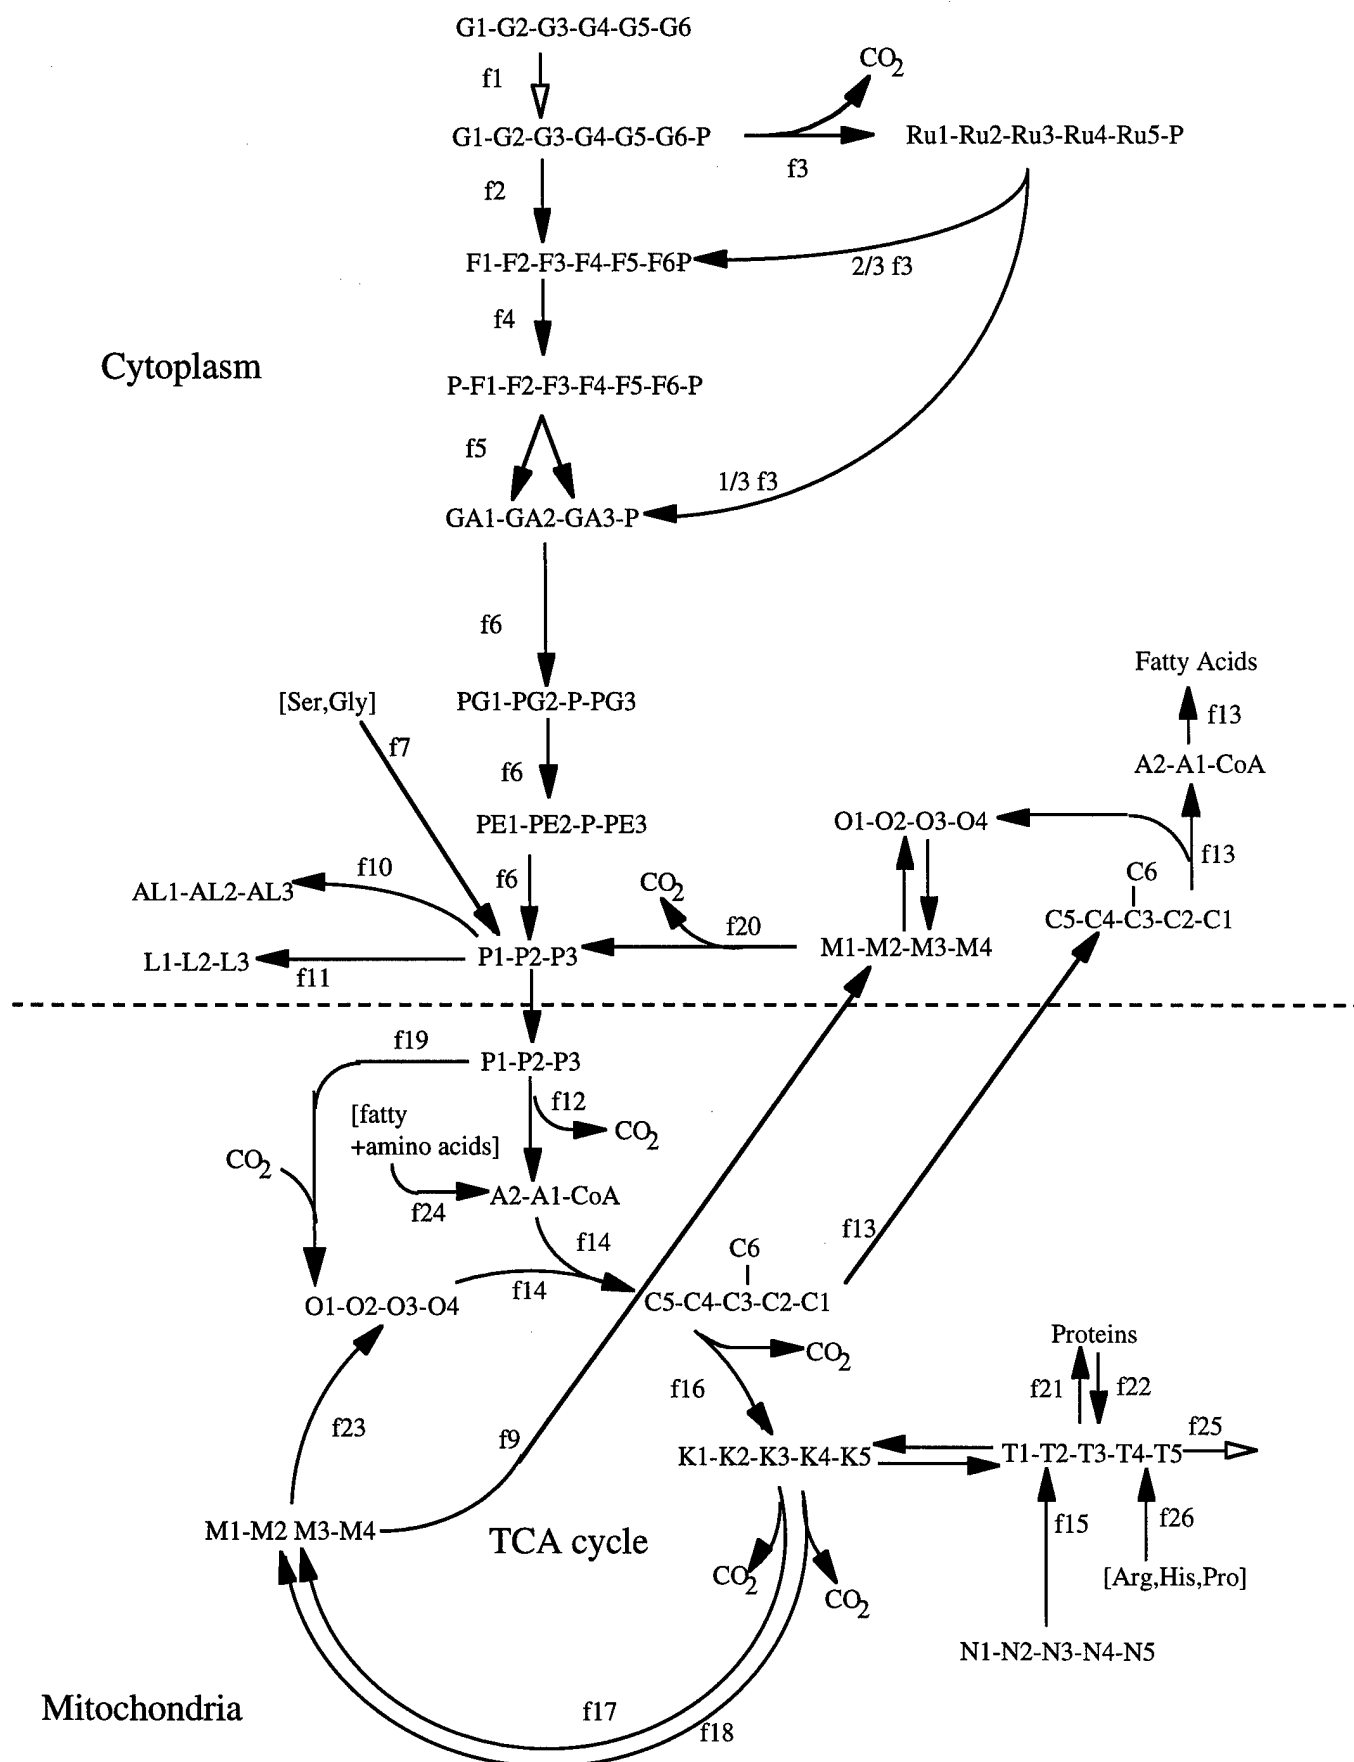 G1-G2-G3-G4-G5-G6
f1
CO2
G1-G2-G3-G4-G5-G6-P
Ru1-Ru2-Ru3-Ru4-Ru5-P
f3
f2
F1-F2-F3-F4-F5-F6P
2/3 f3
f4
Cytoplasm
P-F1-F2-F3-F4-F5-F6-P
f5
1/3 f3
GA1-GA2-GA3-P
f6
Fatty Acids
[Ser,Gly]
PG1-PG2-P-PG3
f13
f7
f6
A2-A1-CoA
PE1-PE2-P-PE3
O1-O2-O3-O4
f13
f10
f6
CO2
C6
AL1-AL2-AL3
f20
C5-C4-C3-C2-C1
L1-L2-L3
P1-P2-P3
M1-M2-M3-M4
f11
f19
P1-P2-P3
f12
[fatty
+amino acids]
CO2
CO2
A2-A1-CoA
f24
f13
f14
C6
f14
O1-O2-O3-O4
C5-C4-C3-C2-C1
Proteins
CO2
f16
f21
f22
f23
f9
f25
K1-K2-K3-K4-K5
T1-T2-T3-T4-T5
M1-M2 M3-M4
TCA cycle
f15
f26
CO2
CO2
[Arg,His,Pro]
N1-N2-N3-N4-N5
Mitochondria
f17
f18